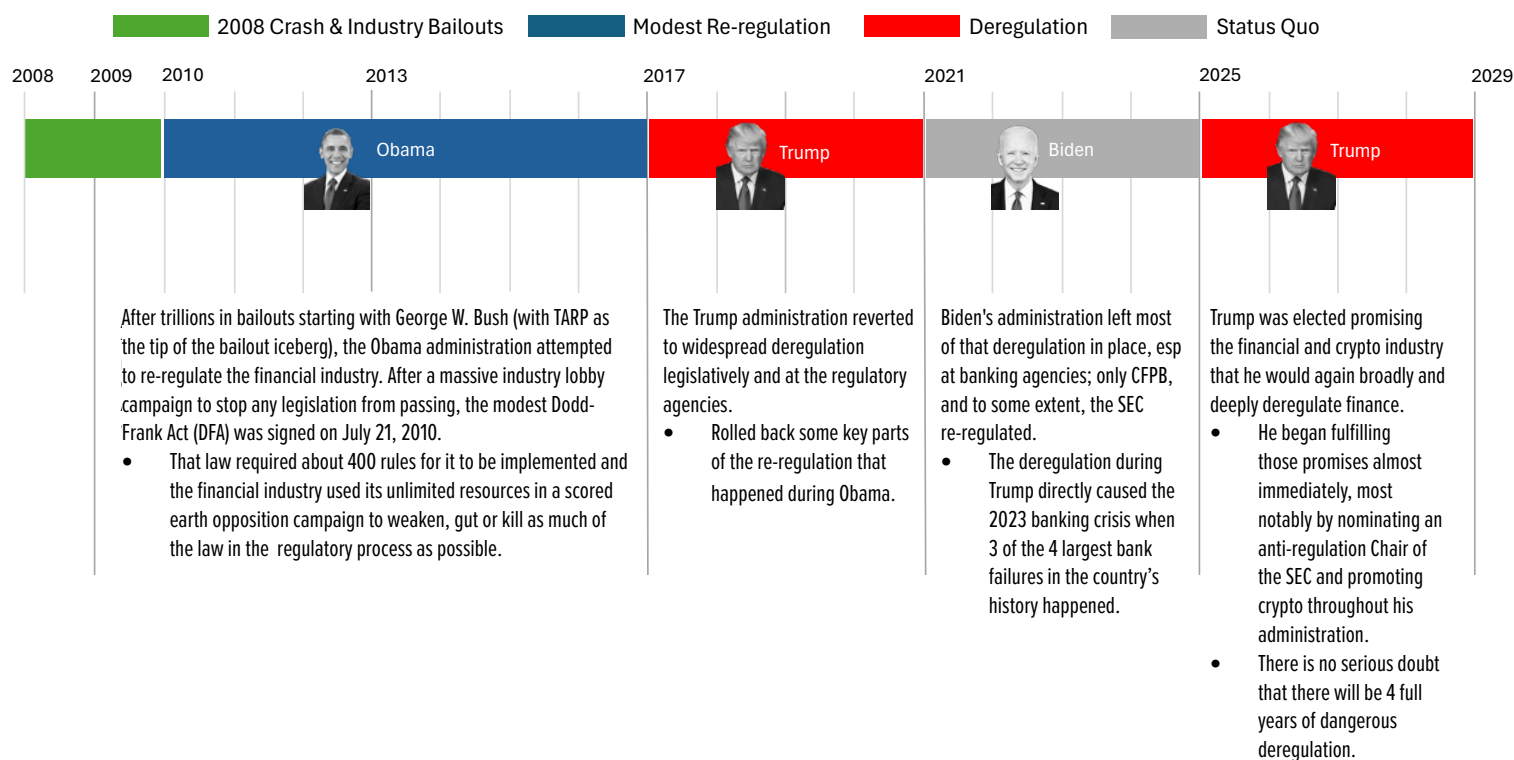 2008 Crash & Industry Bailouts Modest Re-regulation Deregulation Status Quo
2008 2009 2010 2013 2017 2021 2025 2029
Obama Trump Biden Trump
After trillions in bailouts starting with George W. Bush (with TARP as
the tip of the bailout iceberg), the Obama administration attempted
to re-regulate the financial industry. After a massive industry lobby
campaign to stop any legislation from passing, the modest Dodd-
Frank Act (DFA) was signed on July 21, 2010.
• That law required about 400 rules for it to be implemented and
the financial industry used its unlimited resources in a scored
earth opposition campaign to weaken, gut or kill as much of
the law in the regulatory process as possible.
The Trump administration reverted
to widespread deregulation
legislatively and at the regulatory
agencies.
• Rolled back some key parts
of the re-regulation that
happened during Obama.
Biden's administration left most
of that deregulation in place, esp
at banking agencies; only CFPB,
and to some extent, the SEC
re-regulated.
• The deregulation during
Trump directly caused the
2023 banking crisis when
3 of the 4 largest bank
failures in the country’s
history happened.
Trump was elected promising
the financial and crypto industry
that he would again broadly and
deeply deregulate finance.
• He began fulfilling
those promises almost
immediately, most
notably by nominating an
anti-regulation Chair of
the SEC and promoting
crypto throughout his
administration.
• There is no serious doubt
that there will be 4 full
years of dangerous
deregulation.